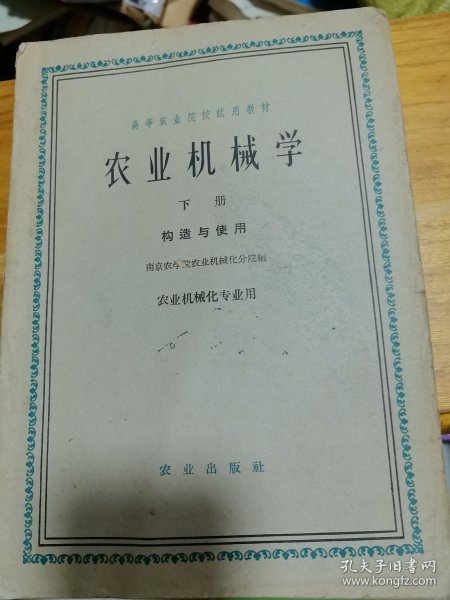 高等农业院校试用教材
农业机械学
下册
构造与使用
南京农学院农业机械化分院编
农业机械化专业用
农业出版社
孔夫子旧书网
www.kongfz.com